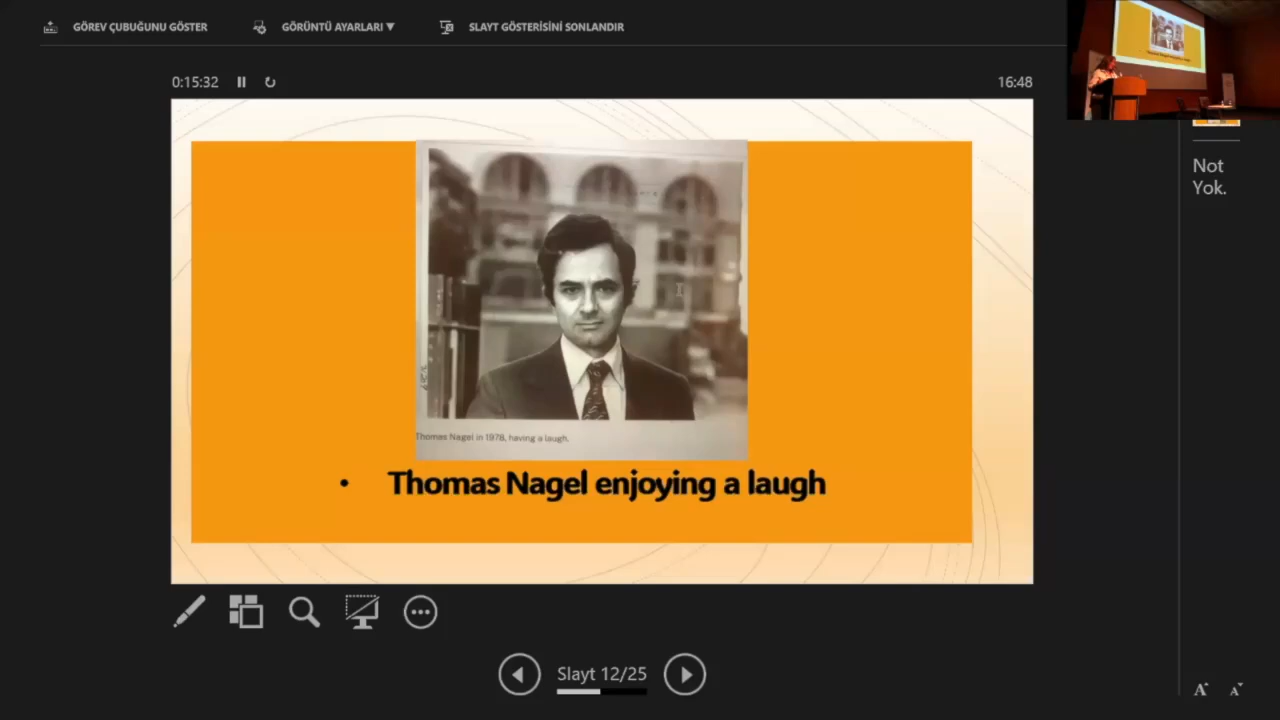 GÖREV ÇUBUĞUNU GÖSTER
GÖRÜNTÜ AYARLARI ▼
SLAYT GÖSTERİSİNİ SONLANDIR
0:15:32
16:48
Thomas Nagel in 1978, having a laugh.
• Thomas Nagel enjoying a laugh
Slayt 12/25
Not
Yok.
A A